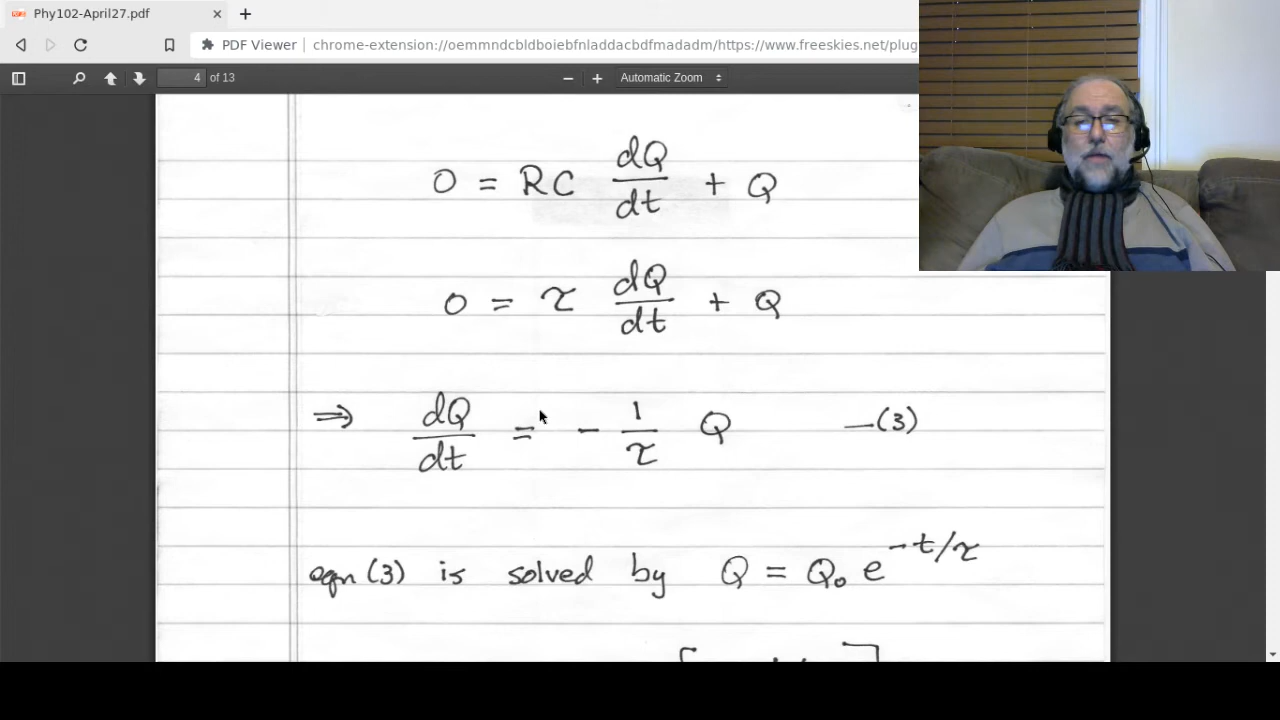 Phy102-April27.pdf
PDF Viewer chrome-extension://oemmndcbldboiebfnladdacbdfmadadm/https://www.freeskies.net/plug
4 of 13 Automatic Zoom
0 = RC dQ/dt + Q
0 = τ dQ/dt + Q
⇒ dQ/dt = - 1/τ Q —(3)
eqn (3) is solved by Q = Q₀ e^(-t/τ)